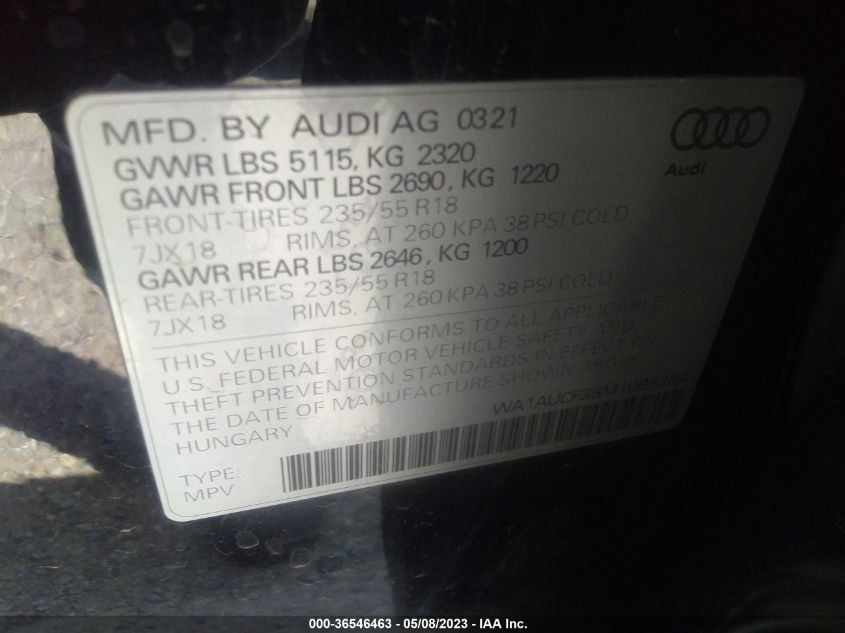 MFD. BY AUDI AG 0321
GVWR LBS 5115, KG 2320
GAWR FRONT LBS 2690, KG 1220
FRONT-TIRES 235/55 R18
7JX18 RIMS, AT 260 KPA 38 PSI COLD
GAWR REAR LBS 2646, KG 1200
REAR-TIRES 235/55 R18
7JX18 RIMS, AT 260 KPA 38 PSI COLD
Audi
THIS VEHICLE CONFORMS TO ALL APPLICABLE
U.S. FEDERAL MOTOR VEHICLE SAFETY AND
THEFT PREVENTION STANDARDS IN EFFECT ON
THE DATE OF MANUFACTURE SHOWN ABOVE.
HUNGARY
WA1AUCF38M1099284
TYPE:
MPV
000-36546463 - 05/08/2023 - IAA Inc.